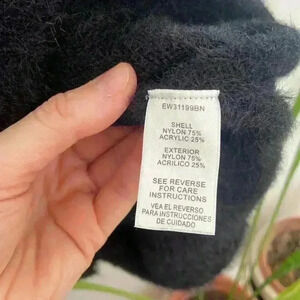 EW31199BN
SHELL
NYLON 75%
ACRYLIC 25%
EXTERIOR
NYLON 75%
ACRILICO 25%
SEE REVERSE
FOR CARE
INSTRUCTIONS
VEA EL REVERSO
PARA INSTRUCCIONES
DE CUIDADO